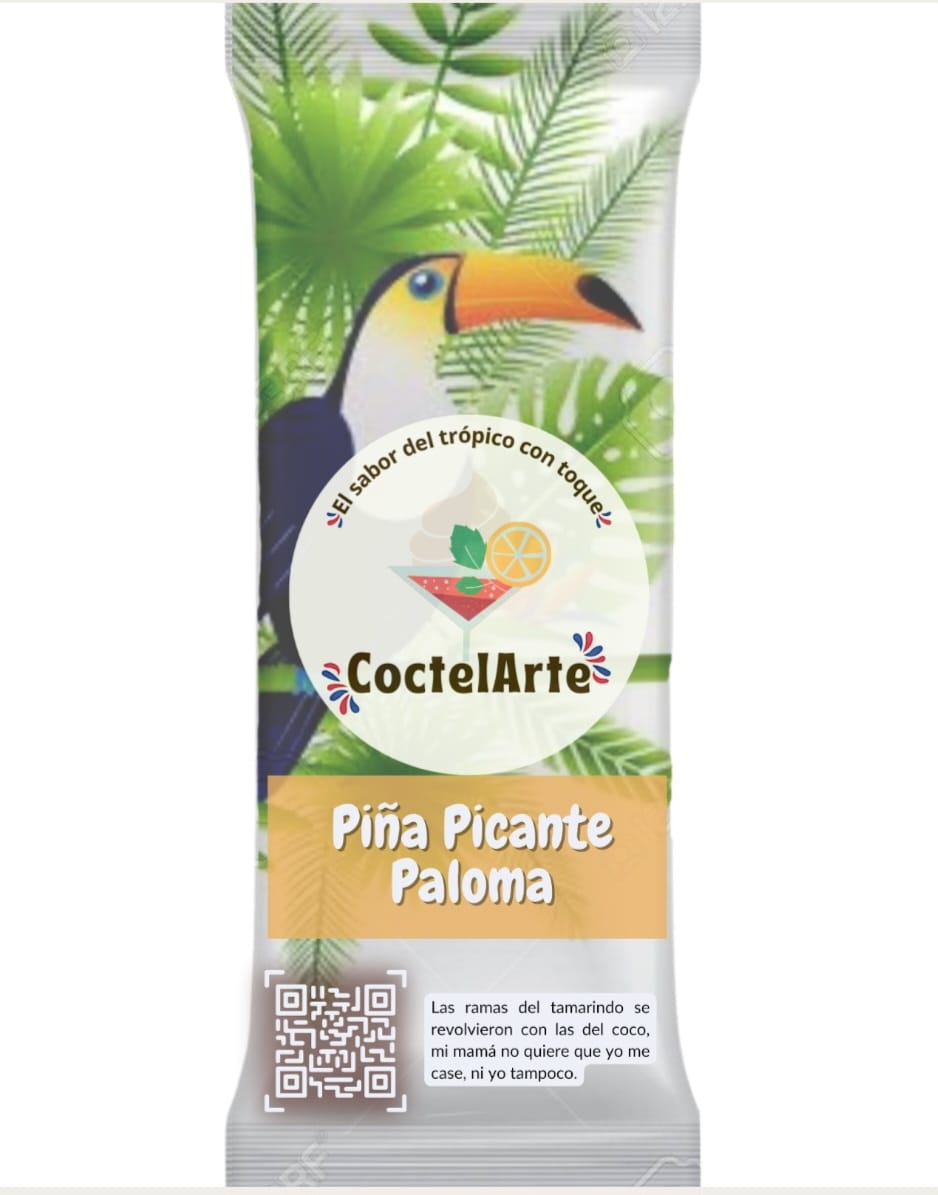 El sabor del trópico con toque
CoctelArte
Piña Picante
Paloma
Las ramas del tamarindo se
revolvieron con las del coco,
mi mamá no quiere que yo me
case, ni yo tampoco.